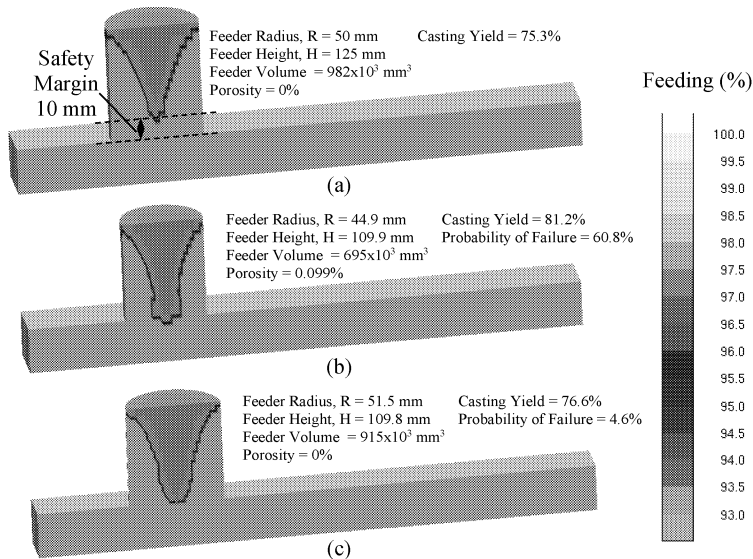 Feeder Radius, R = 50 mm Casting Yield = 75.3%
Feeder Height, H = 125 mm
Feeder Volume = 982x10³ mm³
Porosity = 0%
Safety
Margin
10 mm
(a)
Feeder Radius, R = 44.9 mm Casting Yield = 81.2%
Feeder Height, H = 109.9 mm Probability of Failure = 60.8%
Feeder Volume = 695x10³ mm³
Porosity = 0.099%
(b)
Feeder Radius, R = 51.5 mm Casting Yield = 76.6%
Feeder Height, H = 109.8 mm Probability of Failure = 4.6%
Feeder Volume = 915x10³ mm³
Porosity = 0%
(c)
Feeding (%)
100.0
99.5
99.0
98.5
98.0
97.5
97.0
96.5
96.0
95.5
95.0
94.5
94.0
93.0
93.0